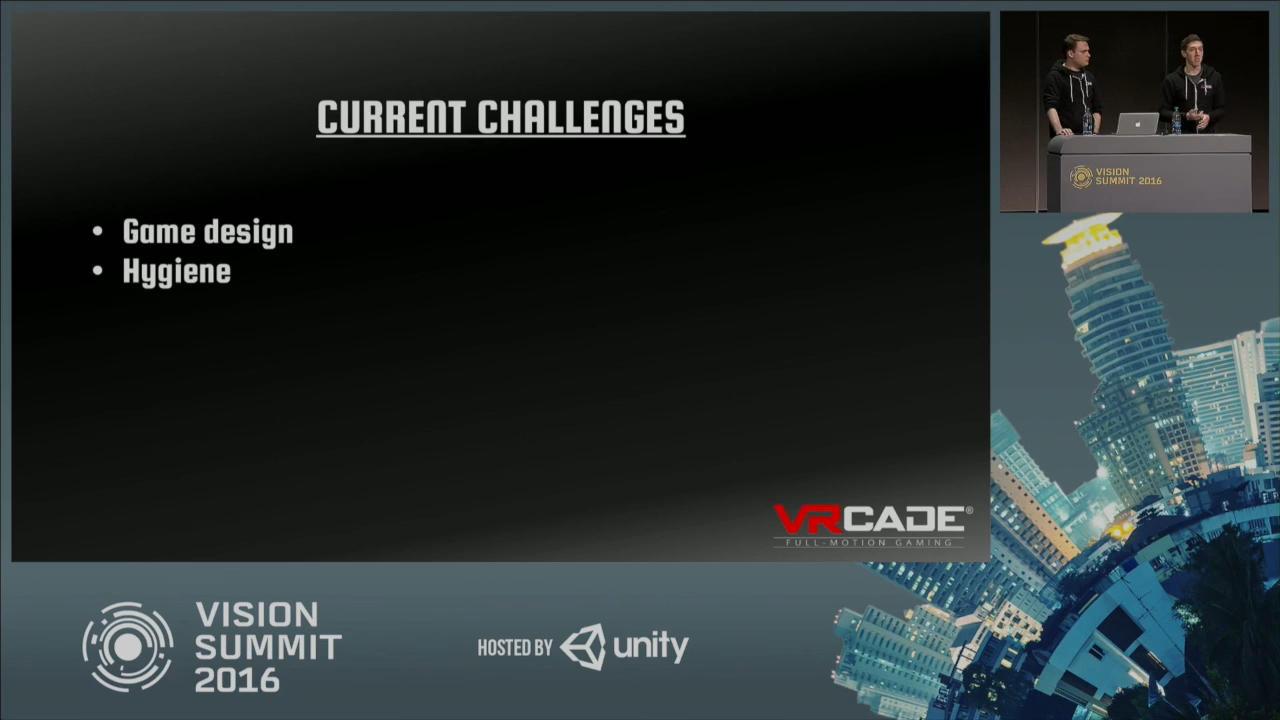 CURRENT CHALLENGES
• Game design
• Hygiene
VRCADE®
FULL-MOTION GAMING
VISION
SUMMIT 2016
VISION
SUMMIT
2016
HOSTED BY unity